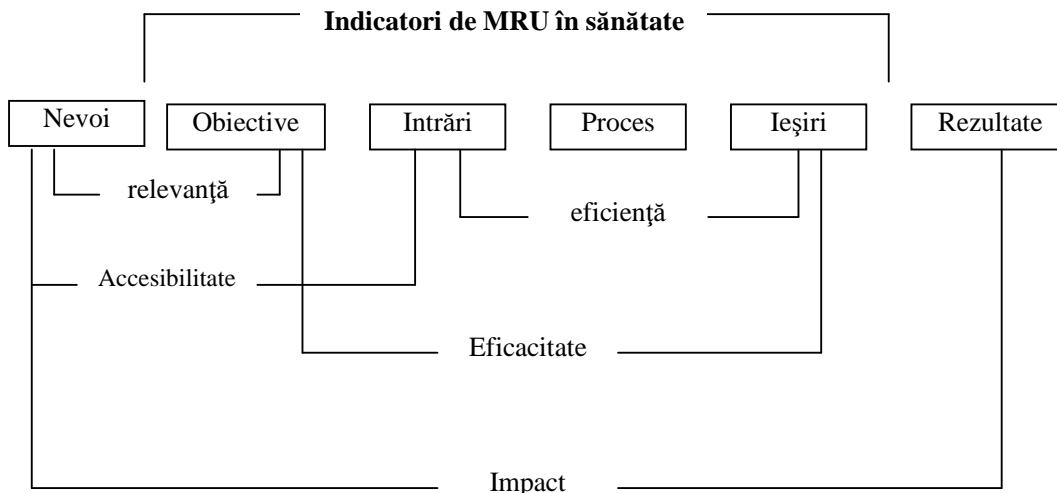 Indicatori de MRU în sănătate
Nevoi Obiective Intrări Proces Ieşiri Rezultate
relevanţă
eficienţă
Accesibilitate
Eficacitate
Impact